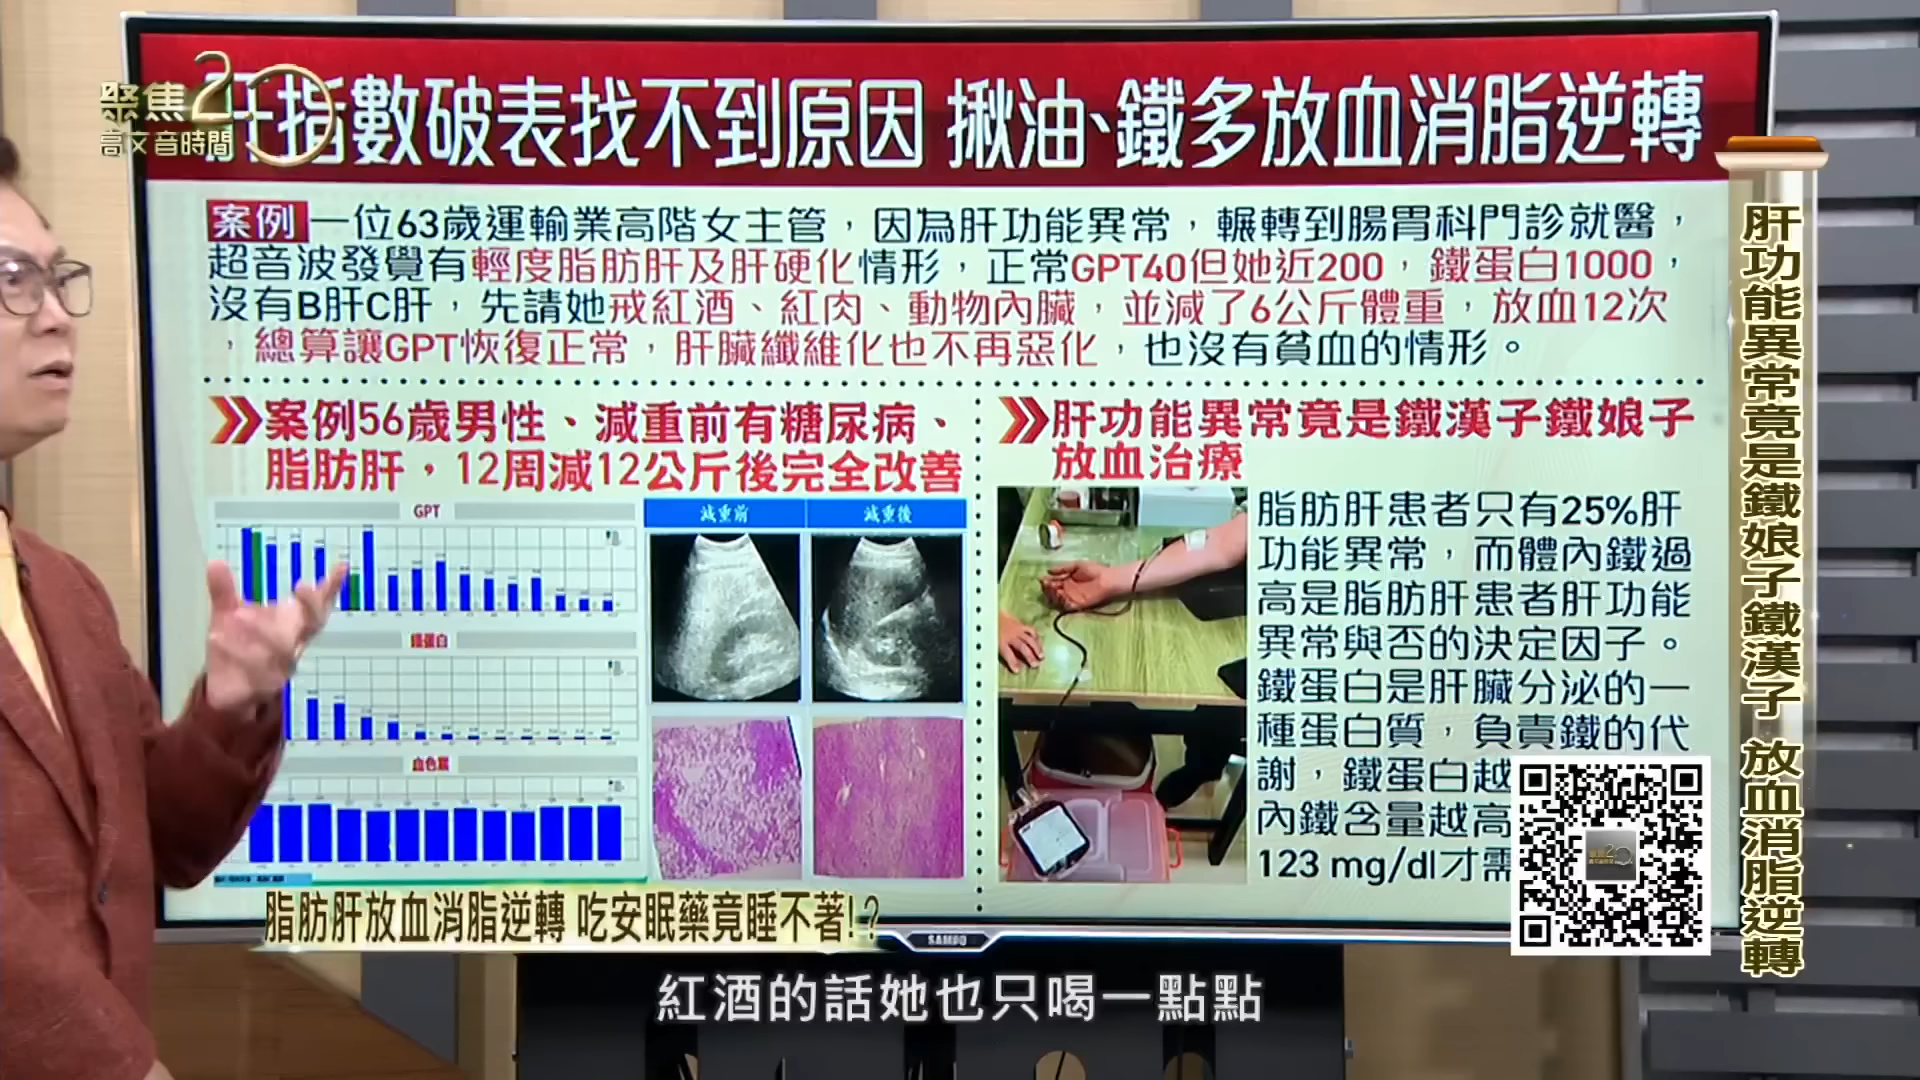 聚焦2.0
高文音時間
肝指數破表找不到原因 揪油、鐵多放血消脂逆轉
案例 一位63歲運輸業高階女主管，因為肝功能異常，輾轉到腸胃科門診就醫，
超音波發覺有輕度脂肪肝及肝硬化情形，正常GPT40但她近200，鐵蛋白1000，
沒有B肝C肝，先請她戒紅酒、紅肉、動物內臟，並減了6公斤體重，放血12次
，總算讓GPT恢復正常，肝臟纖維化也不再惡化，也沒有貧血的情形。
案例56歲男性、減重前有糖尿病、
脂肪肝，12周減12公斤後完全改善
GPT
鐵蛋白
血色素
減重前
減重後
肝功能異常竟是鐵漢子鐵娘子
放血治療
脂肪肝患者只有25%肝
功能異常，而體內鐵過
高是脂肪肝患者肝功能
異常與否的決定因子。
鐵蛋白是肝臟分泌的一
種蛋白質，負責鐵的代
謝，鐵蛋白越
內鐵含量越高
123 mg/dl才需
SAMPO
脂肪肝放血消脂逆轉 吃安眠藥竟睡不著!?
紅酒的話她也只喝一點點
肝功能異常竟是鐵娘子鐵漢子 放血消脂逆轉